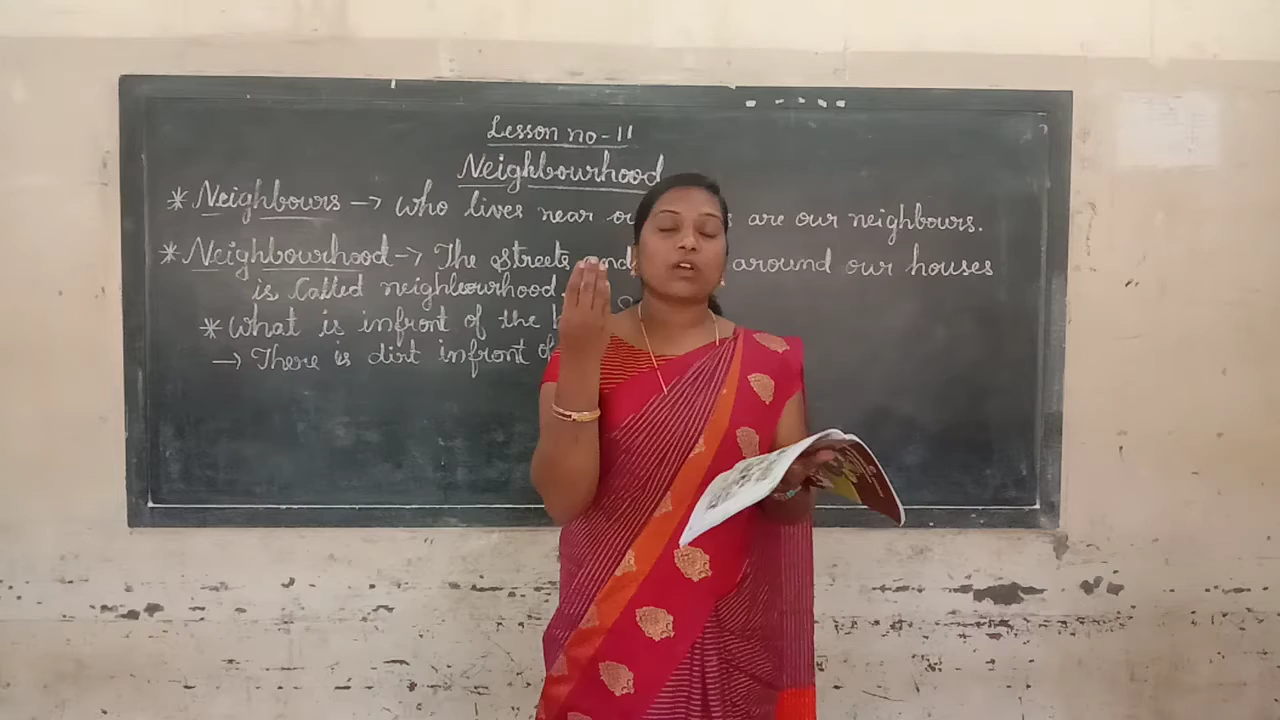 Lesson no-11
Neighbourhood
* Neighbours → who lives near are our neighbours.
* Neighbourhood → The streets and around our houses
is called neighbourhood.
* What is infront of the
→ There is dirt infront of